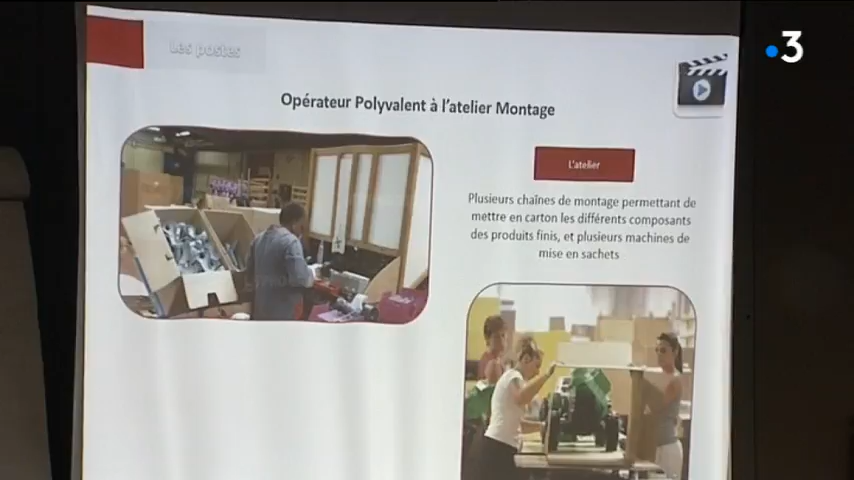 Les postes
3
Opérateur Polyvalent à l'atelier Montage
L'atelier
Plusieurs chaînes de montage permettant de
mettre en carton les différents composants
des produits finis, et plusieurs machines de
mise en sachets